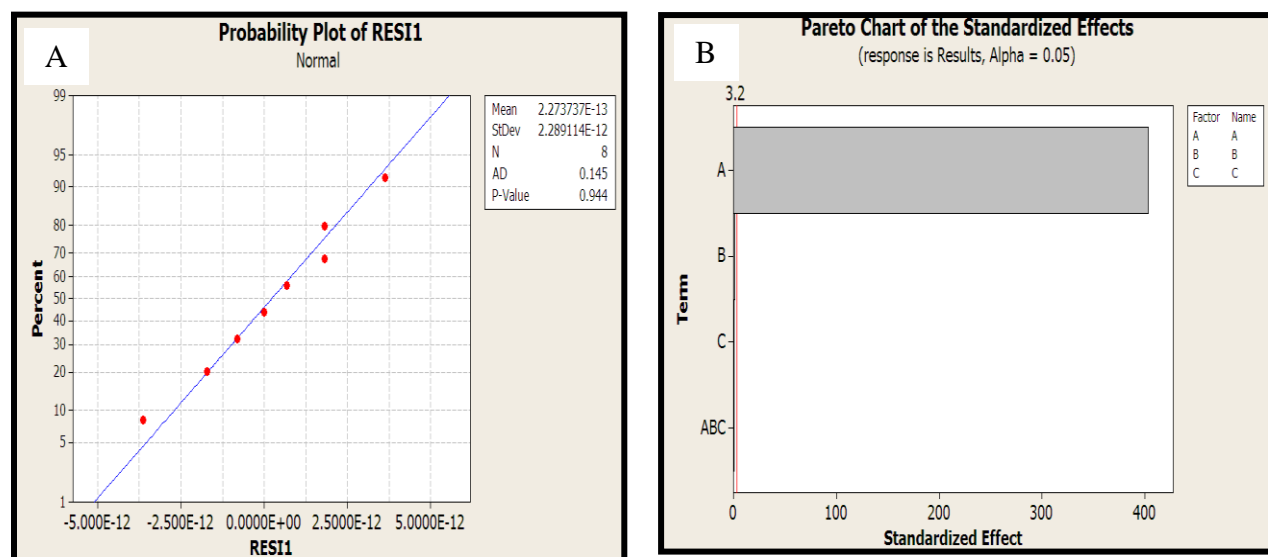 A
Probability Plot of RESI1
Normal
99
95
90
80
70
60
50
40
30
20
10
5
1
Percent
-5.000E-12 -2.500E-12 0.0000E+00 2.5000E-12 5.0000E-12
RESI1
Mean 2.273737E-13
StDev 2.289114E-12
N 8
AD 0.145
P-Value 0.944
B
Pareto Chart of the Standardized Effects
(response is Results, Alpha = 0.05)
3.2
Term
A
B
C
ABC
0 100 200 300 400
Standardized Effect
Factor Name
A A
B B
C C